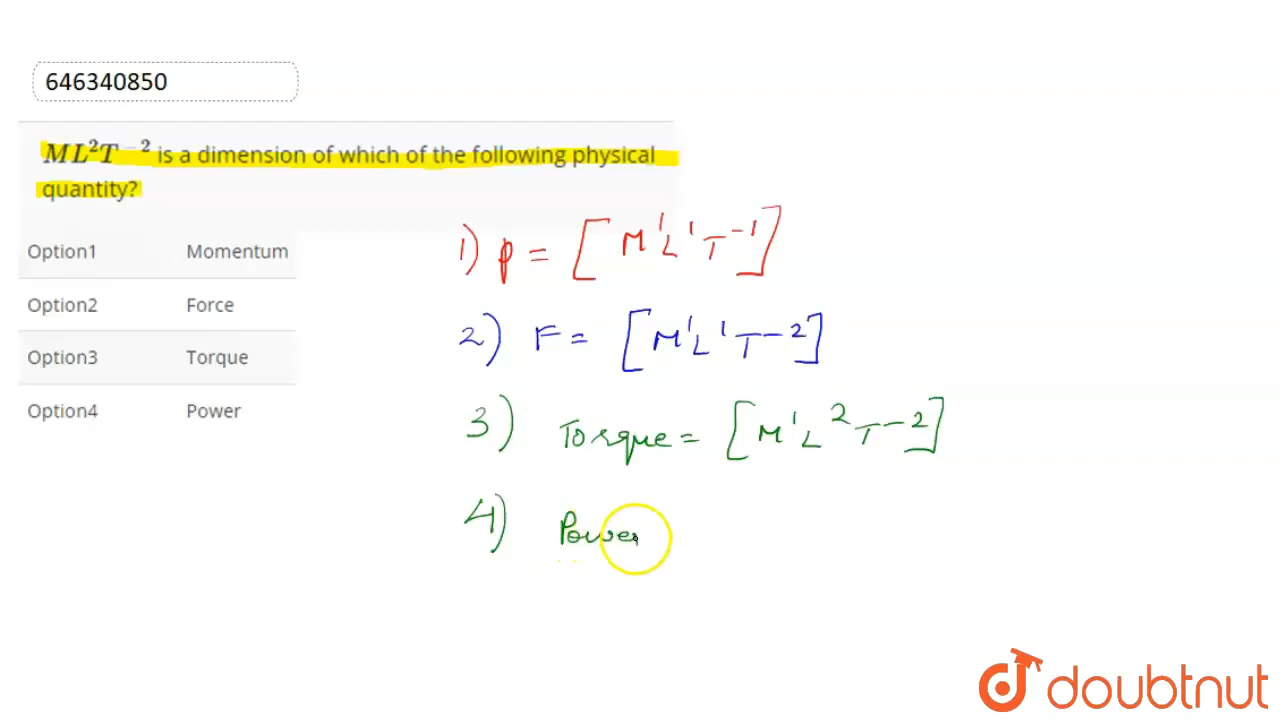 646340850
ML²T⁻² is a dimension of which of the following physical
quantity?
Option1 Momentum
Option2 Force
Option3 Torque
Option4 Power
1) p = [M¹L¹T⁻¹]
2) F = [M¹L¹T⁻²]
3) Torque = [M¹L²T⁻²]
4) Power
doubtnut